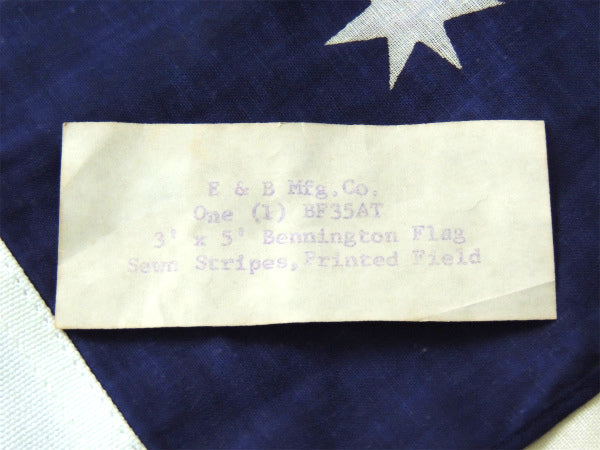 E & B Mfg.Co.
One (1) BF35AT
3' x 5' Bennington Flag
Sewn Stripes,Printed Field